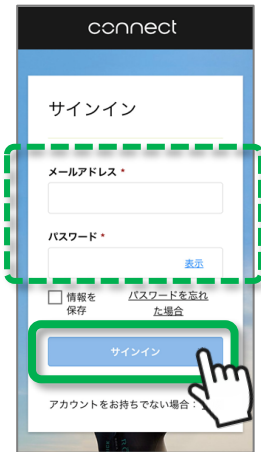 connect
サインイン
メールアドレス *
パスワード *
表示
情報を
保存
パスワードを忘れ
た場合
サインイン
アカウントをお持ちでない場合：